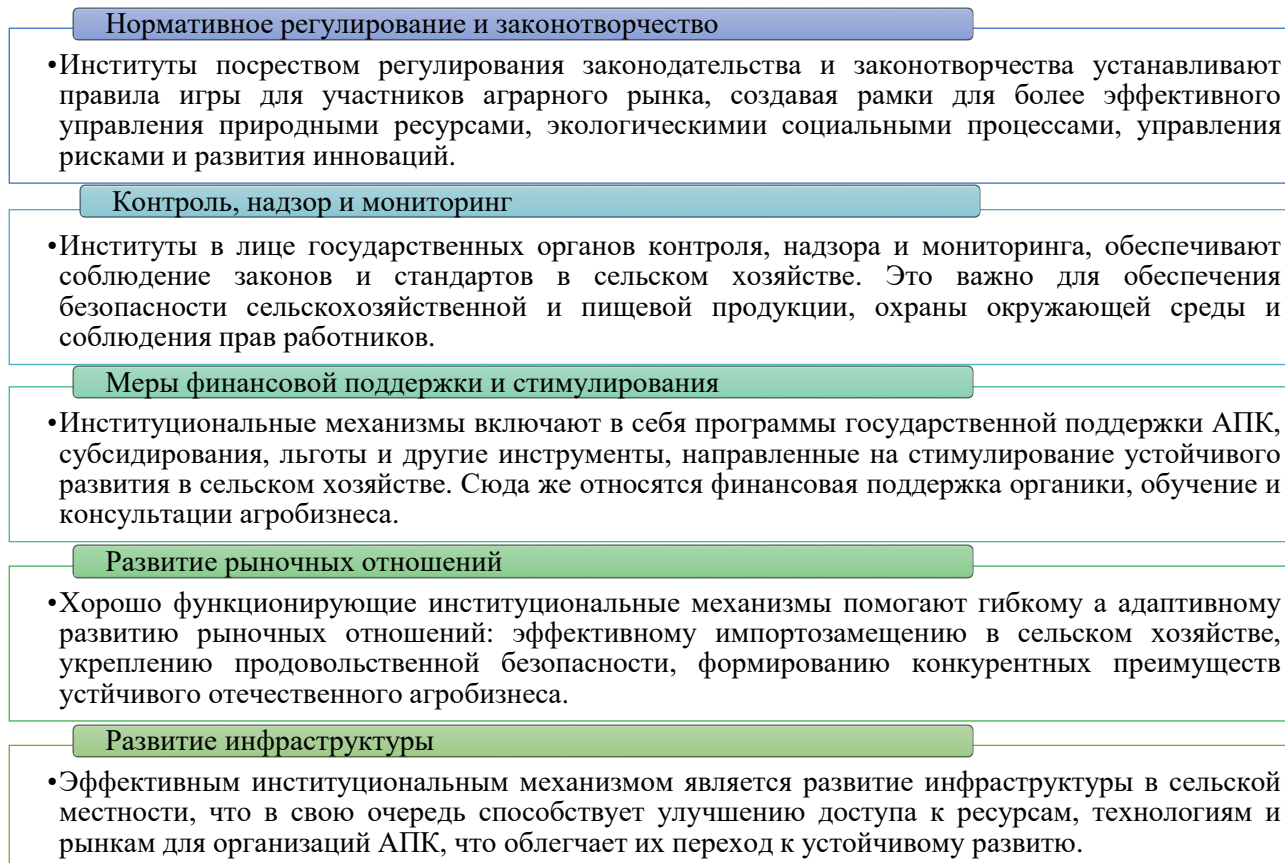 Нормативное регулирование и законотворчество
•Институты посреством регулирования законодательства и законотворчества устанавливают
правила игры для участников аграрного рынка, создавая рамки для более эффективного
управления природными ресурсами, экологическимии социальными процессами, управления
рисками и развития инноваций.
Контроль, надзор и мониторинг
•Институты в лице государственных органов контроля, надзора и мониторинга, обеспечивают
соблюдение законов и стандартов в сельском хозяйстве. Это важно для обеспечения
безопасности сельскохозяйственной и пищевой продукции, охраны окружающей среды и
соблюдения прав работников.
Меры финансовой поддержки и стимулирования
•Институциональные механизмы включают в себя программы государственной поддержки АПК,
субсидирования, льготы и другие инструменты, направленные на стимулирование устойчивого
развития в сельском хозяйстве. Сюда же относятся финансовая поддержка органики, обучение и
консультации агробизнеса.
Развитие рыночных отношений
•Хорошо функционирующие институциональные механизмы помогают гибкому а адаптивному
развитию рыночных отношений: эффективному импортозамещению в сельском хозяйстве,
укреплению продовольственной безопасности, формированию конкурентных преимуществ
устйчивого отечественного агробизнеса.
Развитие инфраструктуры
•Эффективным институциональным механизмом является развитие инфраструктуры в сельской
местности, что в свою очередь способствует улучшению доступа к ресурсам, технологиям и
рынкам для организаций АПК, что облегчает их переход к устойчивому развитю.